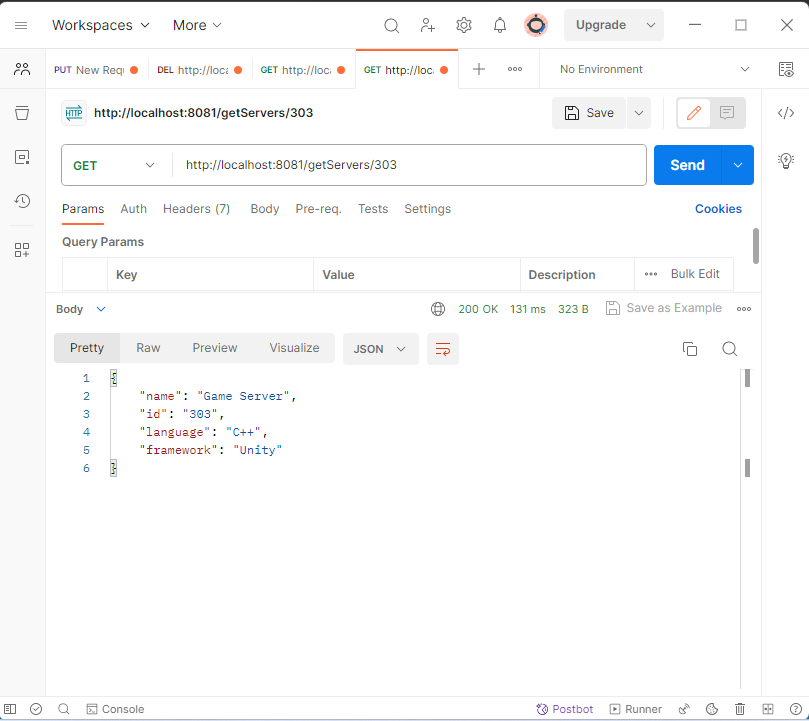 Workspaces More Upgrade
PUT New Requ DEL http://loca GET http://loca GET http://loca No Environment
HTTP http://localhost:8081/getServers/303 Save
GET http://localhost:8081/getServers/303 Send
Params Auth Headers (7) Body Pre-req. Tests Settings Cookies
Query Params
Key Value Description Bulk Edit
Body 200 OK 131 ms 323 B Save as Example
Pretty Raw Preview Visualize JSON
1 {
2 "name": "Game Server",
3 "id": "303",
4 "language": "C++",
5 "framework": "Unity"
6 }
Console Postbot Runner